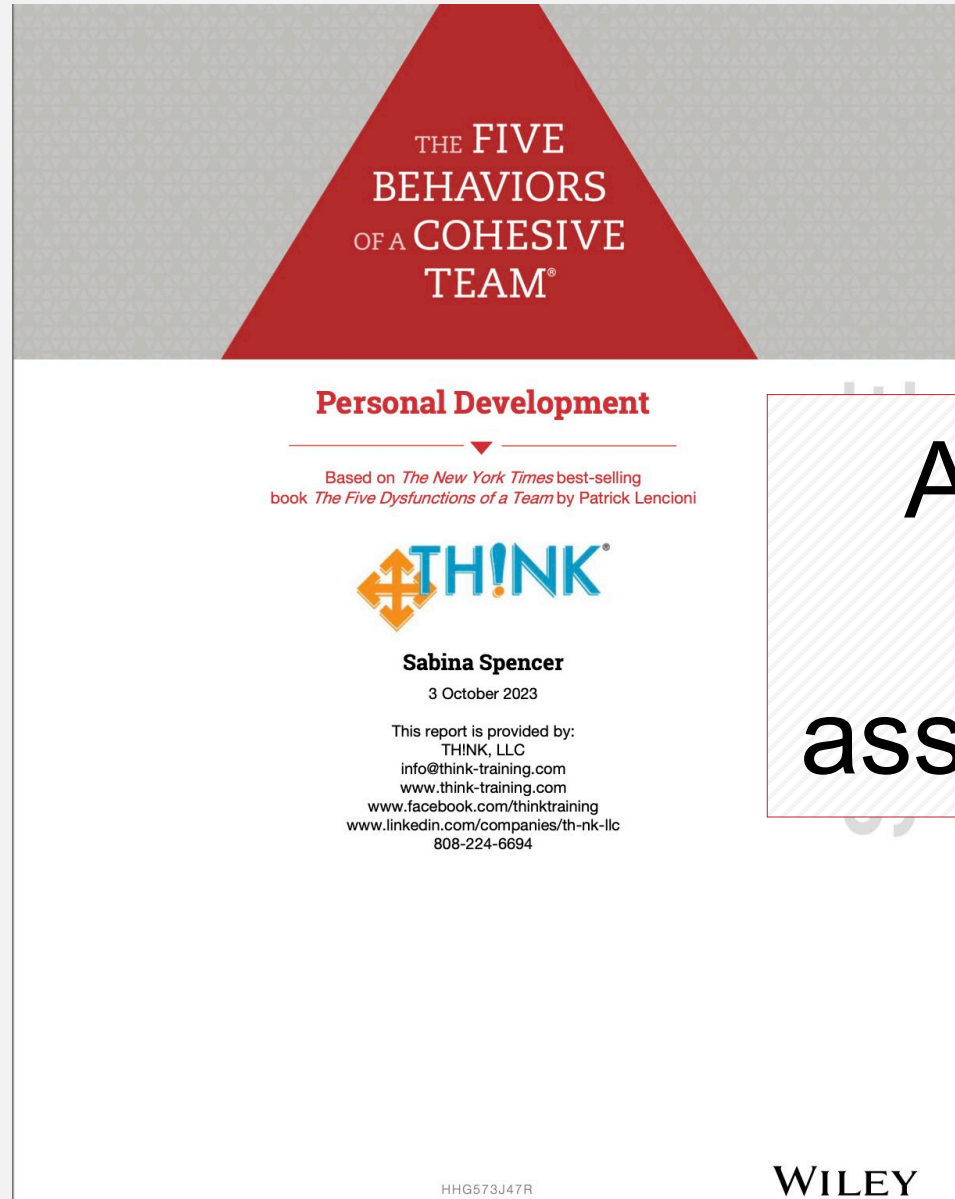 THE FIVE
BEHAVIORS
OF A COHESIVE
TEAM®
Personal Development
Based on The New York Times best-selling
book The Five Dysfunctions of a Team by Patrick Lencioni
TH!NK®
Sabina Spencer
3 October 2023
This report is provided by:
TH!NK, LLC
info@think-training.com
www.think-training.com
www.facebook.com/thinktraining
www.linkedin.com/companies/th-nk-llc
808-224-6694
A
ass
HHG573J47R
WILEY